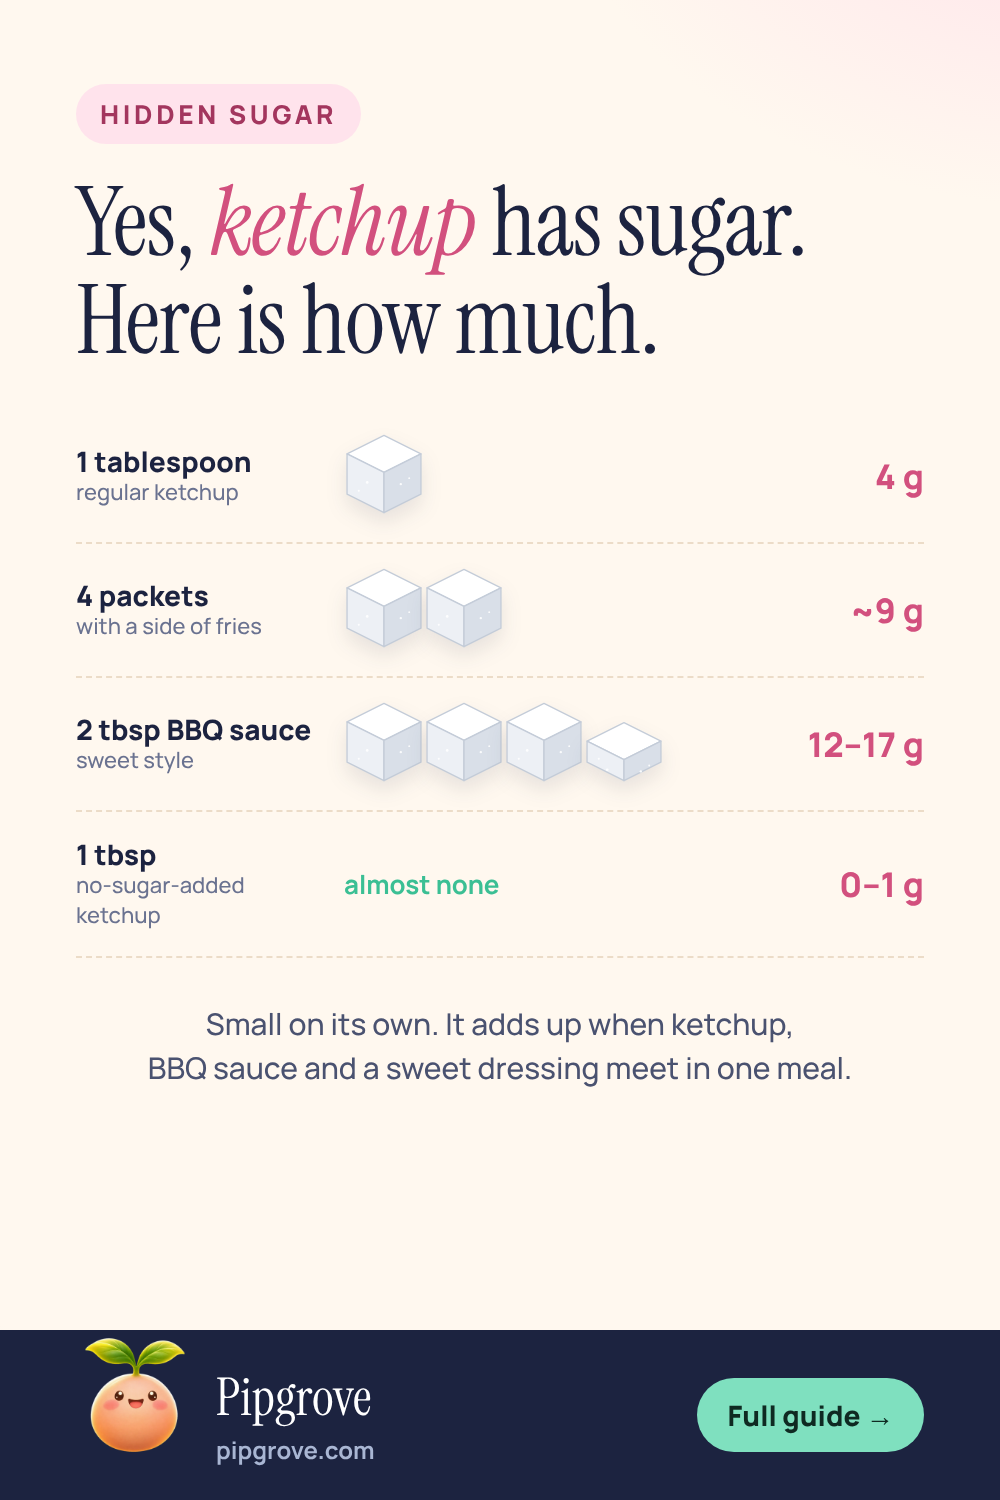 HIDDEN SUGAR
Yes, ketchup has sugar.
Here is how much.
1 tablespoon
regular ketchup
4 g
4 packets
with a side of fries
~9 g
2 tbsp BBQ sauce
sweet style
12–17 g
1 tbsp
no-sugar-added
ketchup
almost none
0–1 g
Small on its own. It adds up when ketchup,
BBQ sauce and a sweet dressing meet in one meal.
Pipgrove
pipgrove.com
Full guide →